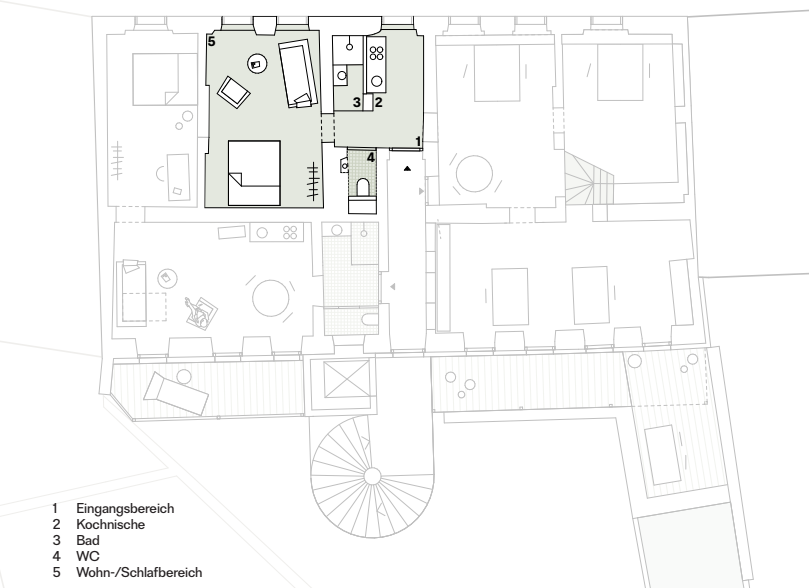 5
3 2
1
4
1 Eingangsbereich
2 Kochnische
3 Bad
4 WC
5 Wohn-/Schlafbereich